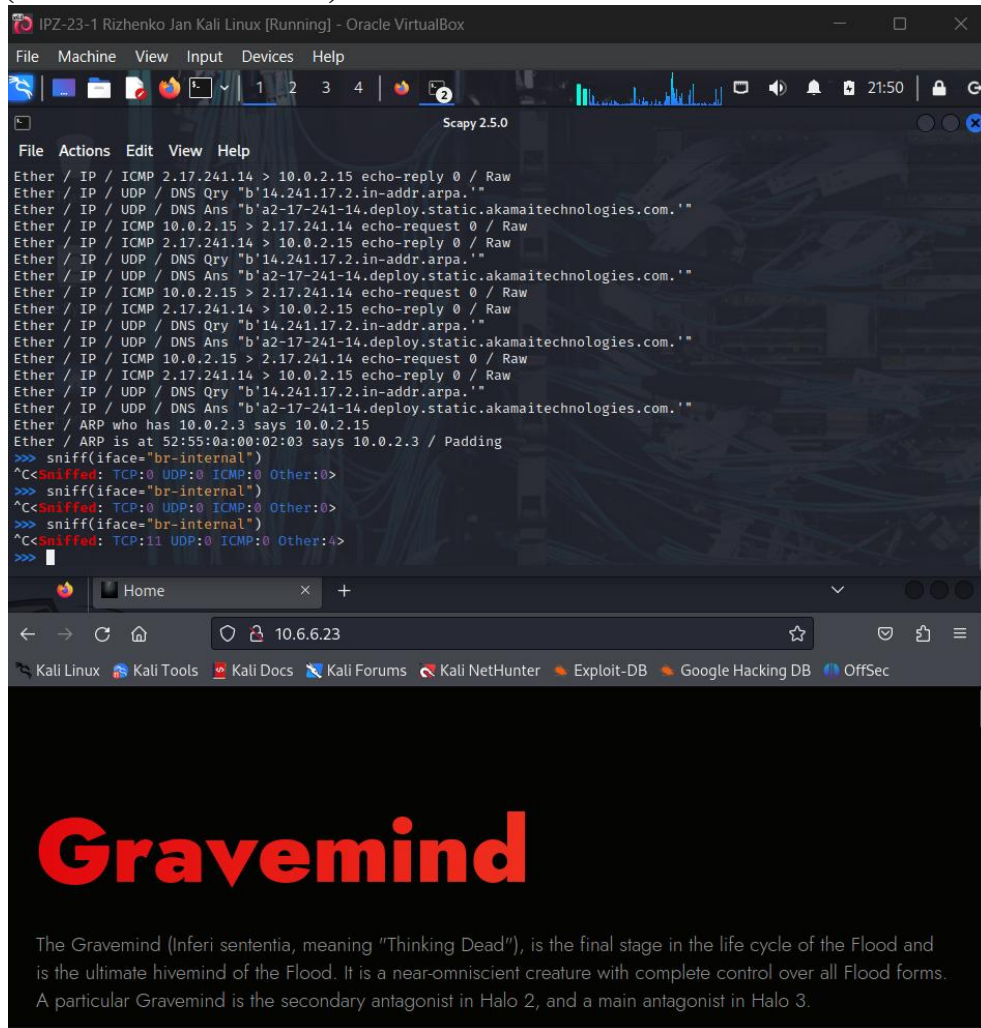 IPZ-23-1 Rizhenko Jan Kali Linux [Running] - Oracle VirtualBox
File Machine View Input Devices Help
1 2 3 4 2 21:50
Scapy 2.5.0
File Actions Edit View Help
Ether / IP / ICMP 2.17.241.14 > 10.0.2.15 echo-reply 0 / Raw
Ether / IP / UDP / DNS Qry "b'14.241.17.2.in-addr.arpa.'"
Ether / IP / UDP / DNS Ans "b'a2-17-241-14.deploy.static.akamaitechnologies.com.'"
Ether / IP / ICMP 10.0.2.15 > 2.17.241.14 echo-request 0 / Raw
Ether / IP / ICMP 2.17.241.14 > 10.0.2.15 echo-reply 0 / Raw
Ether / IP / UDP / DNS Qry "b'14.241.17.2.in-addr.arpa.'"
Ether / IP / UDP / DNS Ans "b'a2-17-241-14.deploy.static.akamaitechnologies.com.'"
Ether / IP / ICMP 10.0.2.15 > 2.17.241.14 echo-request 0 / Raw
Ether / IP / ICMP 2.17.241.14 > 10.0.2.15 echo-reply 0 / Raw
Ether / IP / UDP / DNS Qry "b'14.241.17.2.in-addr.arpa.'"
Ether / IP / UDP / DNS Ans "b'a2-17-241-14.deploy.static.akamaitechnologies.com.'"
Ether / IP / ICMP 10.0.2.15 > 2.17.241.14 echo-request 0 / Raw
Ether / IP / ICMP 2.17.241.14 > 10.0.2.15 echo-reply 0 / Raw
Ether / IP / UDP / DNS Qry "b'14.241.17.2.in-addr.arpa.'"
Ether / IP / UDP / DNS Ans "b'a2-17-241-14.deploy.static.akamaitechnologies.com.'"
Ether / ARP who has 10.0.2.3 says 10.0.2.15
Ether / ARP is at 52:55:0a:00:02:03 says 10.0.2.3 / Padding
>>> sniff(iface="br-internal")
^C<Sniffed: TCP:0 UDP:0 ICMP:0 Other:0>
>>> sniff(iface="br-internal")
^C<Sniffed: TCP:0 UDP:0 ICMP:0 Other:0>
>>> sniff(iface="br-internal")
^C<Sniffed: TCP:11 UDP:0 ICMP:0 Other:4>
>>>
Home
10.6.6.23
Kali Linux Kali Tools Kali Docs Kali Forums Kali NetHunter Exploit-DB Google Hacking DB OffSec
Gravemind
The Gravemind (Inferi sententia, meaning "Thinking Dead"), is the final stage in the life cycle of the Flood and
is the ultimate hivemind of the Flood. It is a near-omniscient creature with complete control over all Flood forms.
A particular Gravemind is the secondary antagonist in Halo 2, and a main antagonist in Halo 3.